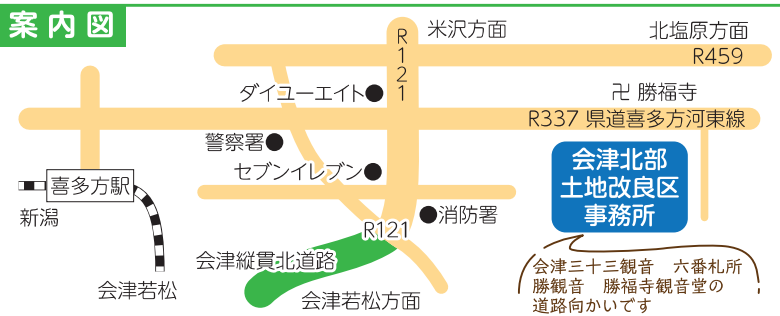 案内図
米沢方面
北塩原方面
R121
R459
ダイユーエイト
卍 勝福寺
R337 県道喜多方河東線
警察署
セブンイレブン
会津北部
土地改良区
事務所
喜多方駅
新潟
消防署
R121
会津縦貫北道路
会津若松
会津若松方面
会津三十三観音 六番札所
勝観音 勝福寺観音堂の
道路向かいです